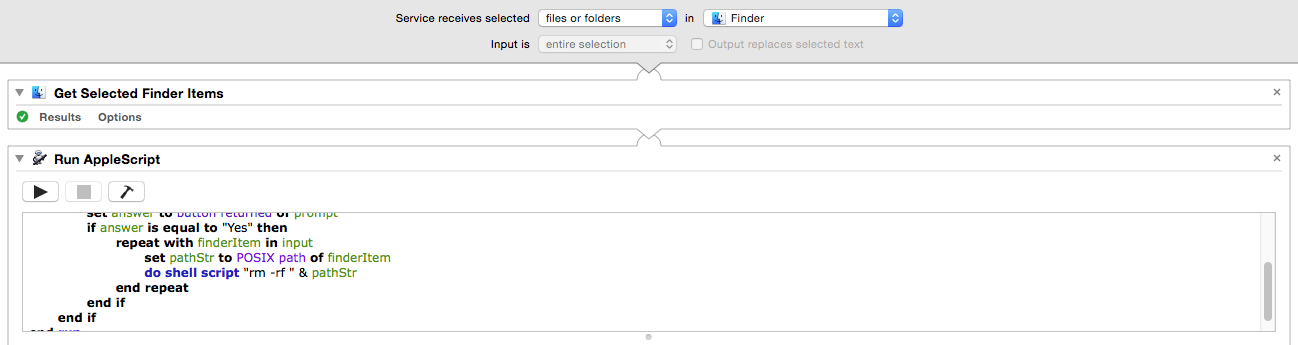 Service receives selected files or folders in Finder
Input is entire selection Output replaces selected text
Get Selected Finder Items
Results Options
Run AppleScript
set answer to button returned of prompt
if answer is equal to "Yes" then
repeat with finderItem in input
set pathStr to POSIX path of finderItem
do shell script "rm -rf " & pathStr
end repeat
end if
end if
end run